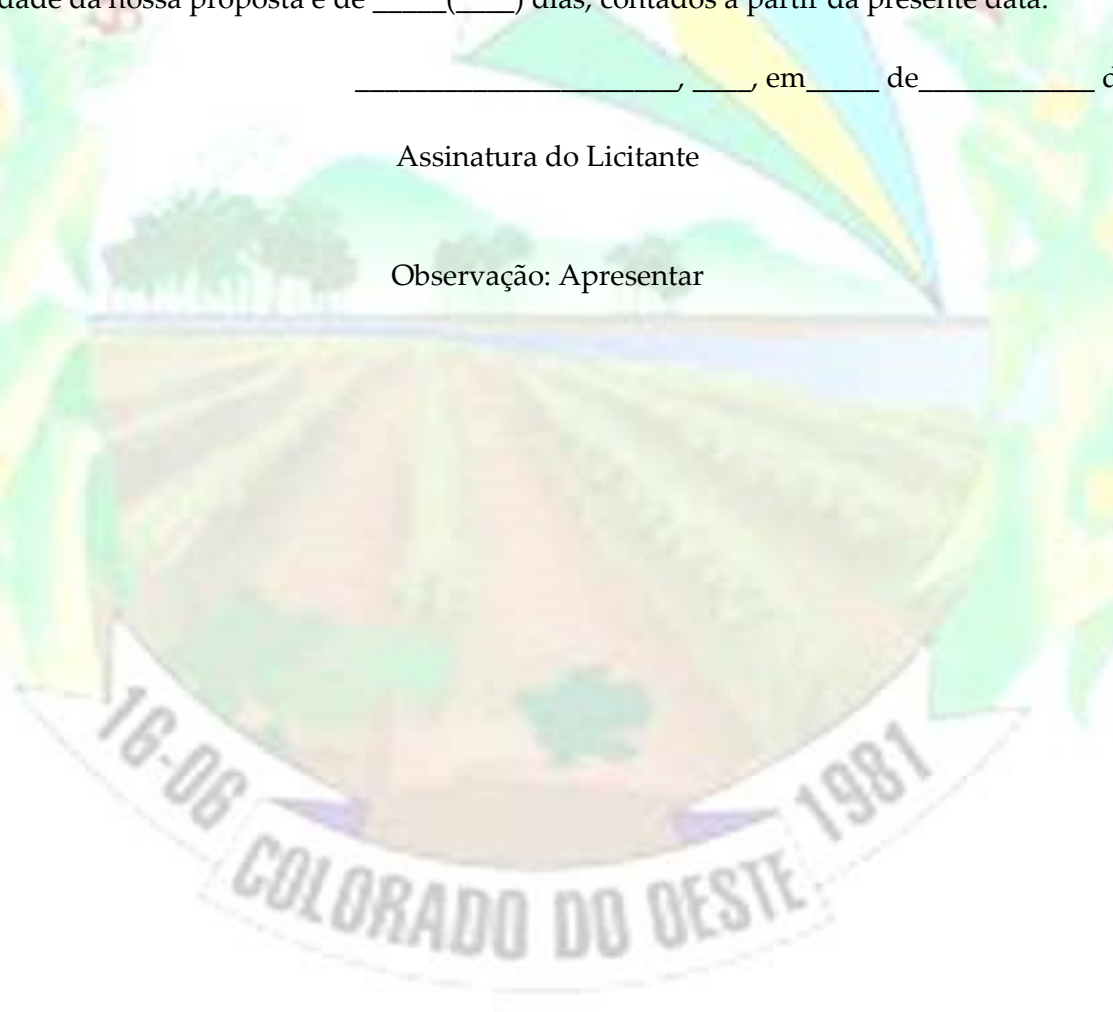 dade da nossa proposta é de _____(____) dias, contados a partir da presente data.
______________________, ____, em_____ de____________ d
Assinatura do Licitante
Observação: Apresentar
16-06
COLORADO DO OESTE
1981